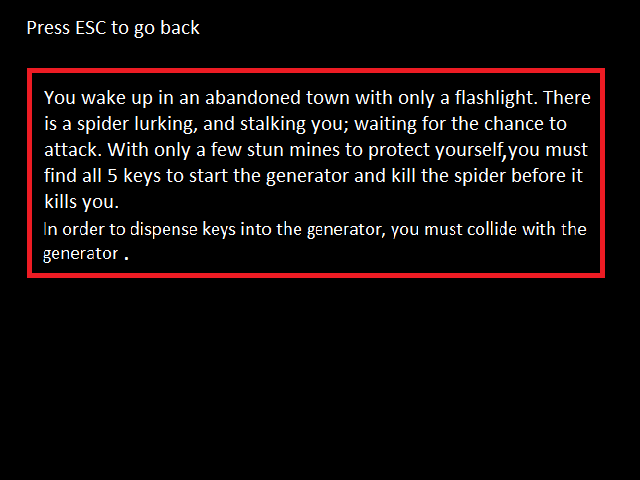 Press ESC to go back
You wake up in an abandoned town with only a flashlight. There
is a spider lurking, and stalking you; waiting for the chance to
attack. With only a few stun mines to protect yourself,you must
find all 5 keys to start the generator and kill the spider before it
kills you.
In order to dispense keys into the generator, you must collide with the
generator .